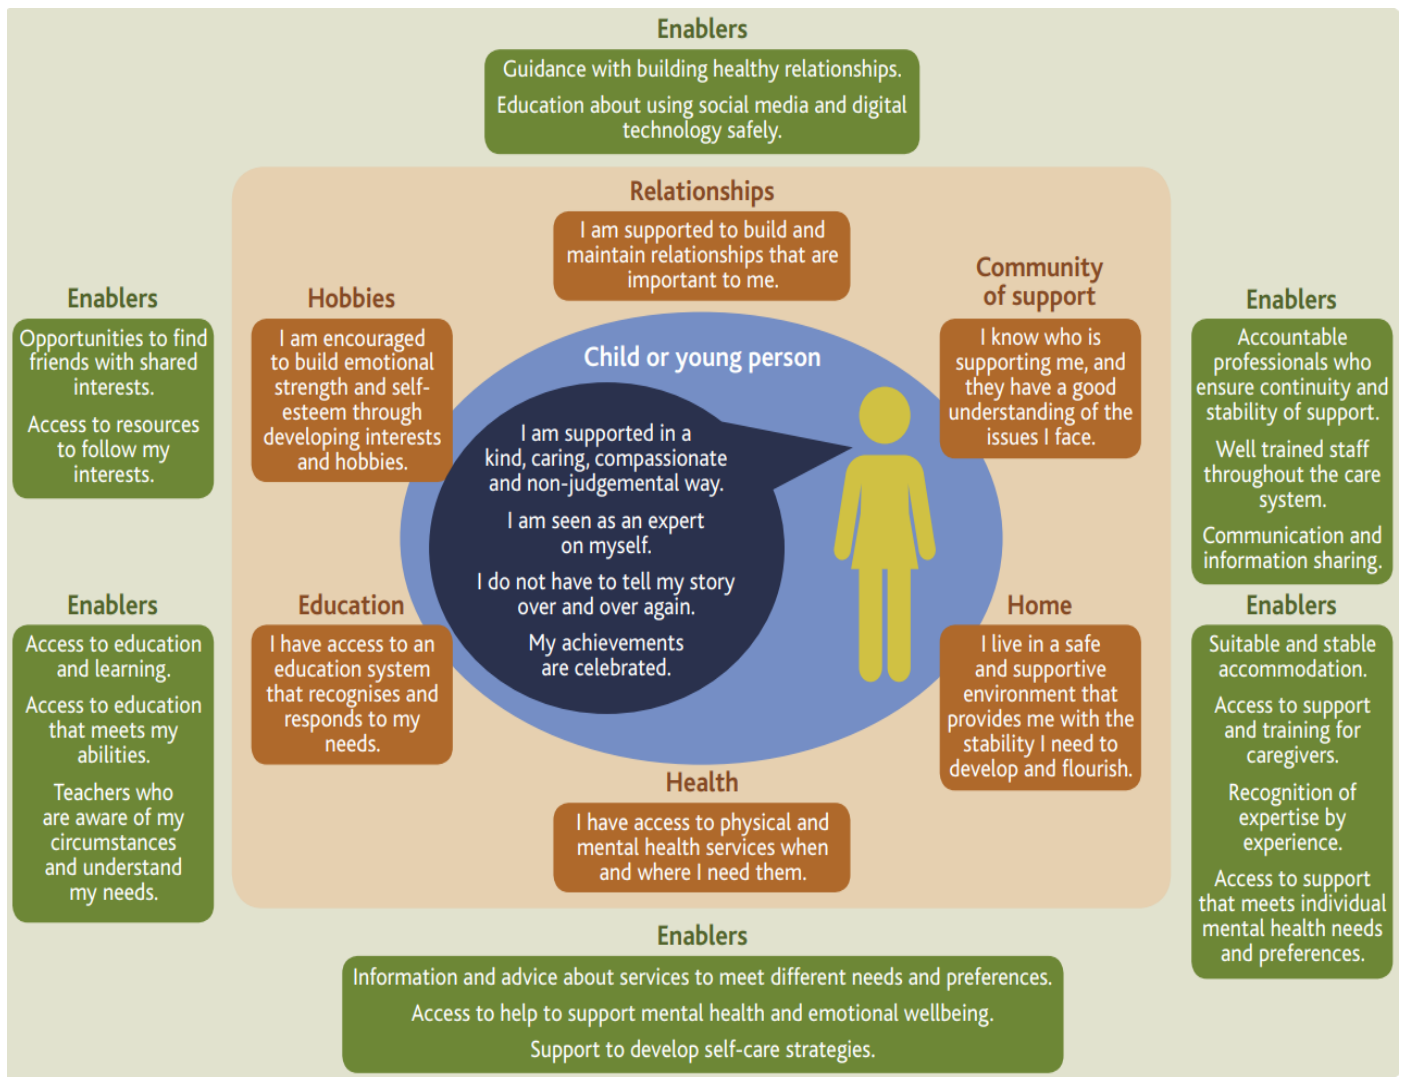 Enablers
Guidance with building healthy relationships.
Education about using social media and digital
technology safely.
Relationships
I am supported to build and
maintain relationships that are
important to me.
Enablers
Opportunities to find
friends with shared
interests.
Access to resources
to follow my
interests.
Hobbies
I am encouraged
to build emotional
strength and self-
esteem through
developing interests
and hobbies.
Community
of support
I know who is
supporting me, and
they have a good
understanding of the
issues I face.
Enablers
Accountable
professionals who
ensure continuity and
stability of support.
Well trained staff
throughout the care
system.
Communication and
information sharing.
Child or young person
I am supported in a
kind, caring, compassionate
and non-judgemental way.
I am seen as an expert
on myself.
I do not have to tell my story
over and over again.
My achievements
are celebrated.
Enablers
Access to education
and learning.
Access to education
that meets my
abilities.
Teachers who
are aware of my
circumstances
and understand
my needs.
Education
I have access to an
education system
that recognises and
responds to my
needs.
Home
I live in a safe
and supportive
environment that
provides me with the
stability I need to
develop and flourish.
Enablers
Suitable and stable
accommodation.
Access to support
and training for
caregivers.
Recognition of
expertise by
experience.
Access to support
that meets individual
mental health needs
and preferences.
Health
I have access to physical and
mental health services when
and where I need them.
Enablers
Information and advice about services to meet different needs and preferences.
Access to help to support mental health and emotional wellbeing.
Support to develop self-care strategies.